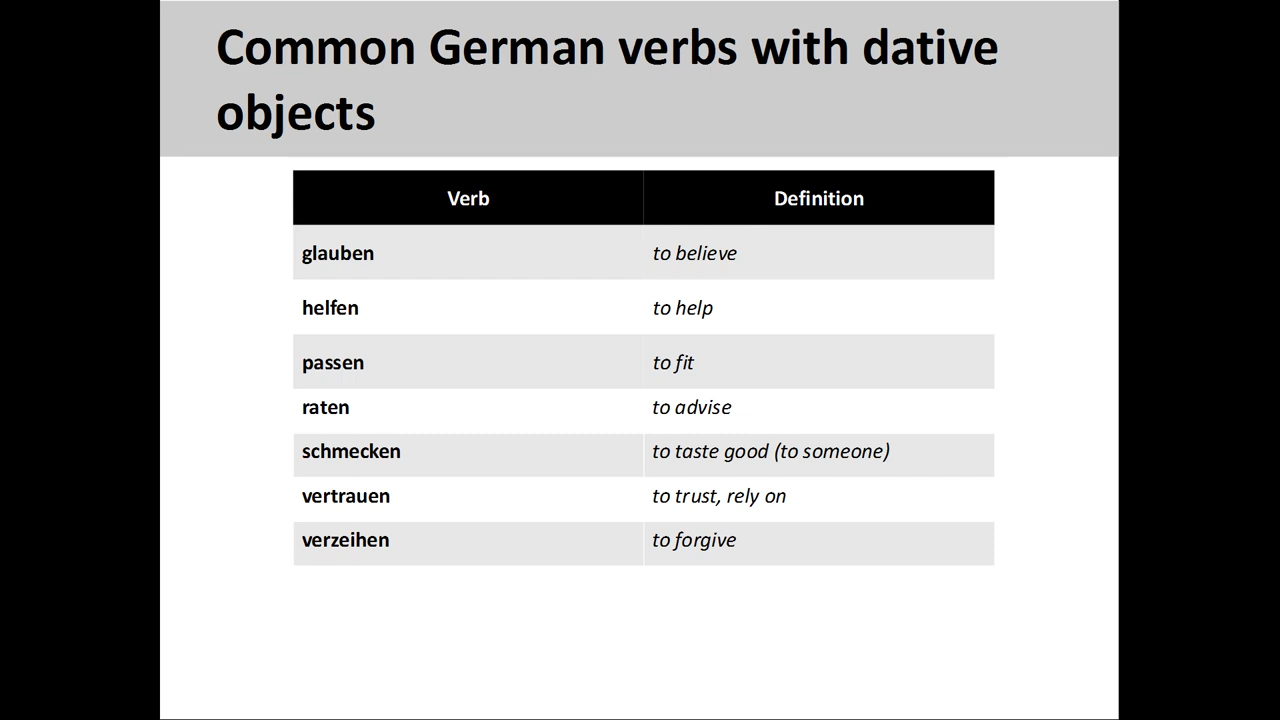 Common German verbs with dative
objects
Verb Definition
glauben to believe
helfen to help
passen to fit
raten to advise
schmecken to taste good (to someone)
vertrauen to trust, rely on
verzeihen to forgive